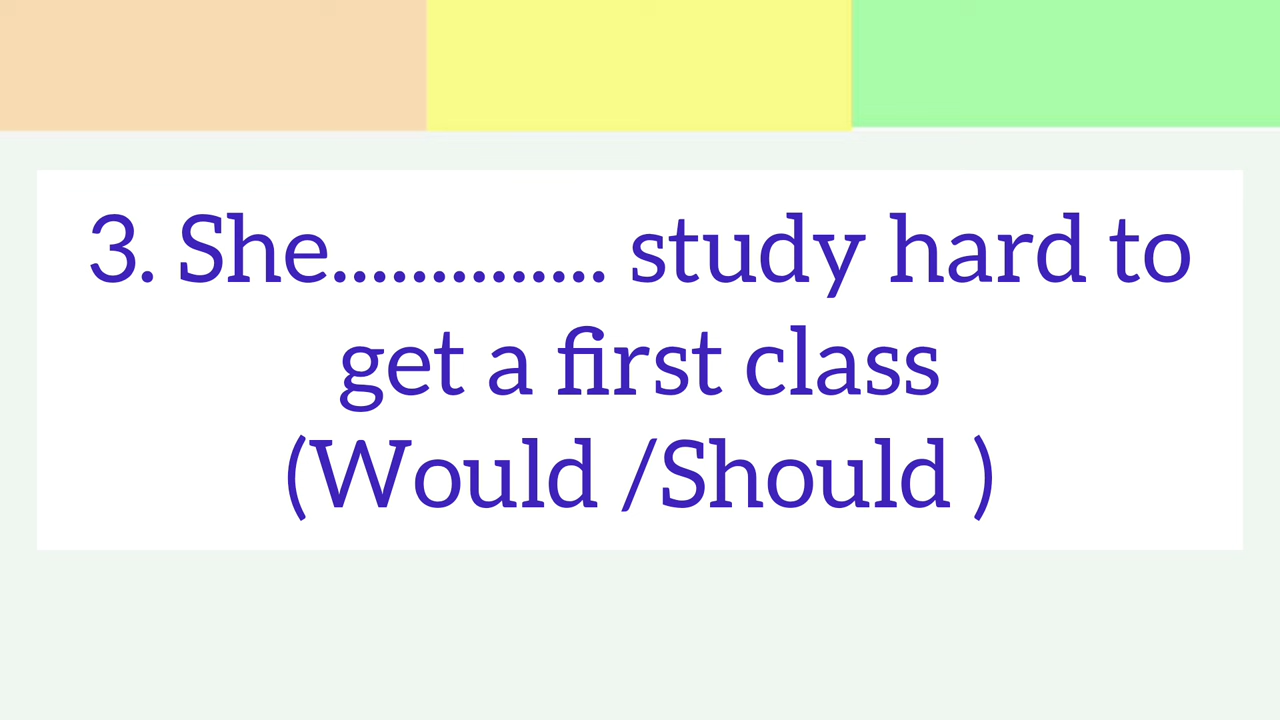 3. She.............. study hard to
get a first class
(Would /Should )